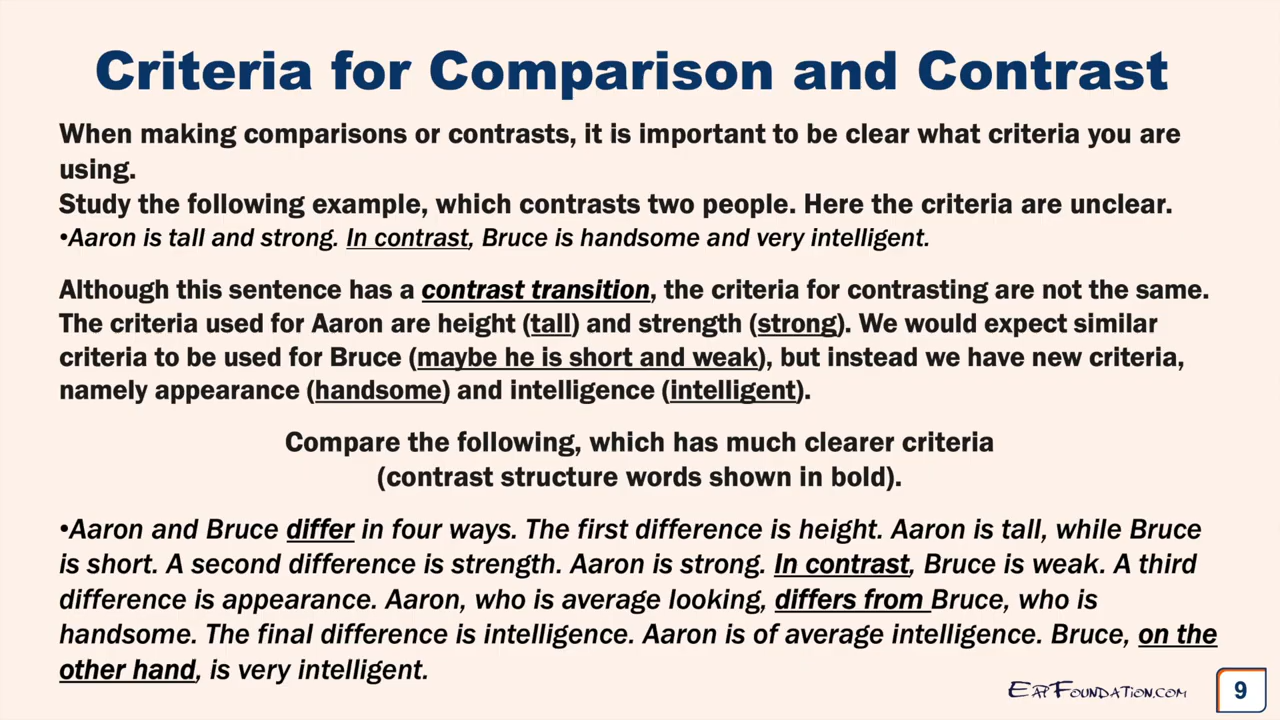 Criteria for Comparison and Contrast
When making comparisons or contrasts, it is important to be clear what criteria you are
using.
Study the following example, which contrasts two people. Here the criteria are unclear.
•Aaron is tall and strong. In contrast, Bruce is handsome and very intelligent.
Although this sentence has a contrast transition, the criteria for contrasting are not the same.
The criteria used for Aaron are height (tall) and strength (strong). We would expect similar
criteria to be used for Bruce (maybe he is short and weak), but instead we have new criteria,
namely appearance (handsome) and intelligence (intelligent).
Compare the following, which has much clearer criteria
(contrast structure words shown in bold).
•Aaron and Bruce differ in four ways. The first difference is height. Aaron is tall, while Bruce
is short. A second difference is strength. Aaron is strong. In contrast, Bruce is weak. A third
difference is appearance. Aaron, who is average looking, differs from Bruce, who is
handsome. The final difference is intelligence. Aaron is of average intelligence. Bruce, on the
other hand, is very intelligent.
EAPFOUNDATION.COM
9